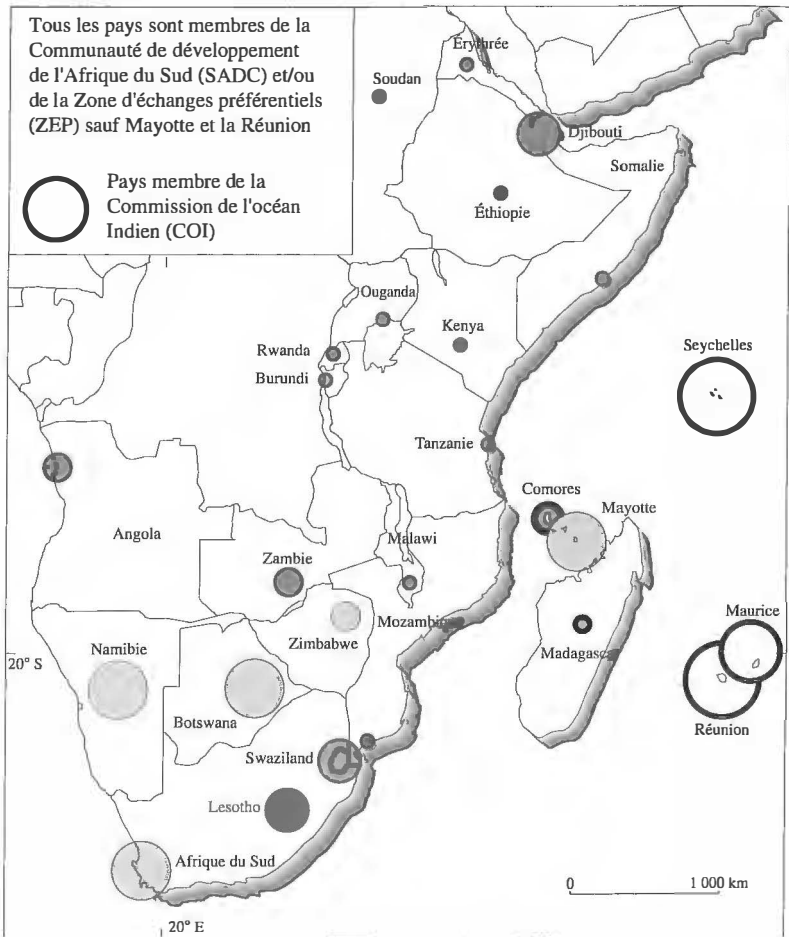 Tous les pays sont membres de la
Communauté de développement
de l'Afrique du Sud (SADC) et/ou
de la Zone d'échanges préférentiels
(ZEP) sauf Mayotte et la Réunion
Pays membre de la
Commission de l'océan
Indien (COI)
Érythrée
Soudan
Djibouti
Somalie
Éthiopie
Ouganda
Kenya
Rwanda
Burundi
Seychelles
Tanzanie
Comores
Mayotte
Angola
Malawi
Zambie
Maurice
Mozambique
Zimbabwe
Namibie
20° S
Madagasc
Botswana
Réunion
Swaziland
Lesotho
Afrique du Sud
0 1 000 km
20° E